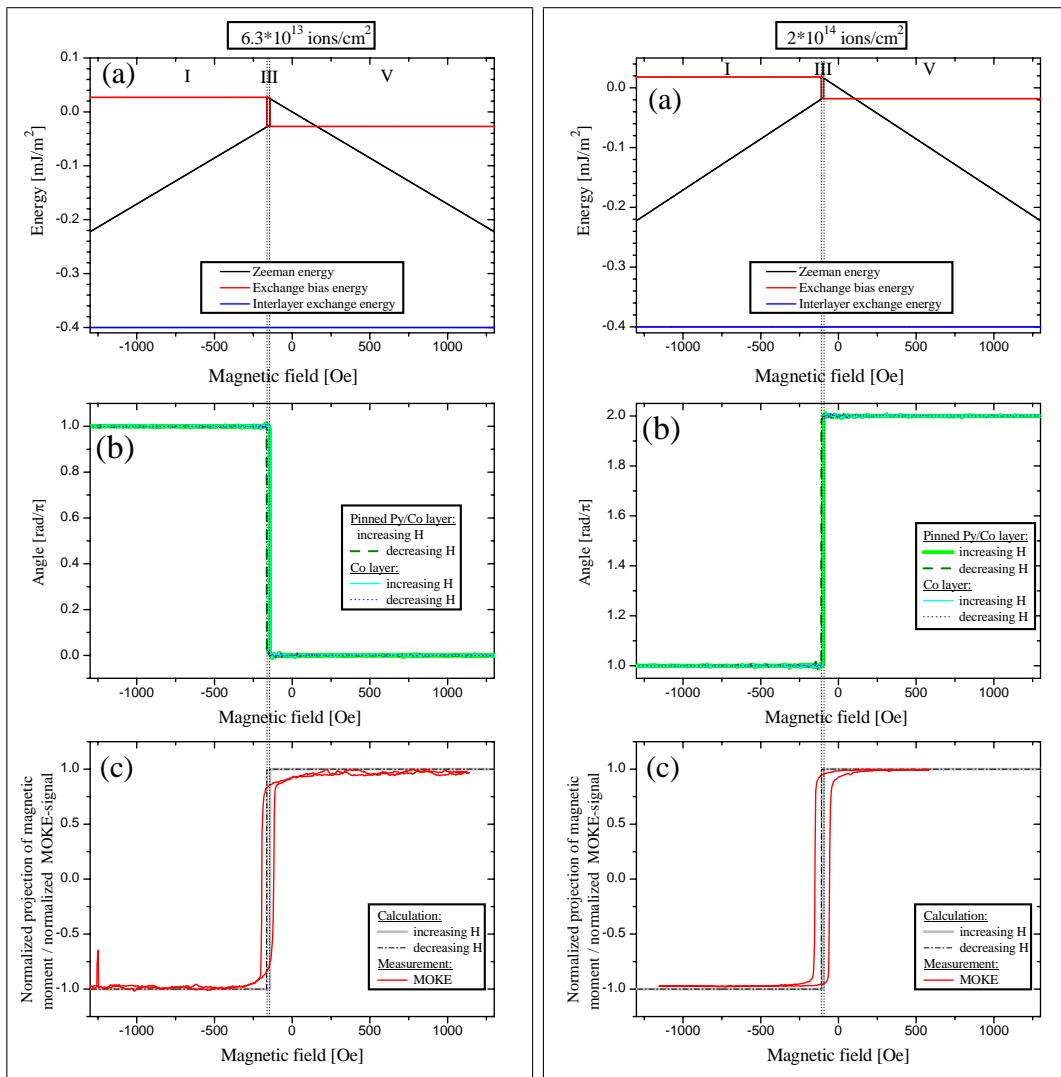 6.3*10¹³ ions/cm²
(a)
I
III
V
0.1
0.0
-0.1
-0.2
-0.3
-0.4
Energy [mJ/m²]
Zeeman energy
Exchange bias energy
Interlayer exchange energy
-1000
-500
0
500
1000
Magnetic field [Oe]
(b)
1.0
0.8
0.6
0.4
0.2
0.0
Angle [rad/π]
Pinned Py/Co layer:
increasing H
decreasing H
Co layer:
increasing H
decreasing H
-1000
-500
0
500
1000
Magnetic field [Oe]
(c)
1.0
0.5
0.0
-0.5
-1.0
Normalized projection of magnetic
moment / normalized MOKE-signal
Calculation:
increasing H
decreasing H
Measurement:
MOKE
-1000
-500
0
500
1000
Magnetic field [Oe]
2*10¹⁴ ions/cm²
(a)
I
III
V
0.0
-0.1
-0.2
-0.3
-0.4
Energy [mJ/m²]
Zeeman energy
Exchange bias energy
Interlayer exchange energy
-1000
-500
0
500
1000
Magnetic field [Oe]
(b)
2.0
1.8
1.6
1.4
1.2
1.0
Angle [rad/π]
Pinned Py/Co layer:
increasing H
decreasing H
Co layer:
increasing H
decreasing H
-1000
-500
0
500
1000
Magnetic field [Oe]
(c)
1.0
0.5
0.0
-0.5
-1.0
Normalized projection of magnetic
moment / normalized MOKE-signal
Calculation:
increasing H
decreasing H
Measurement:
MOKE
-1000
-500
0
500
1000
Magnetic field [Oe]